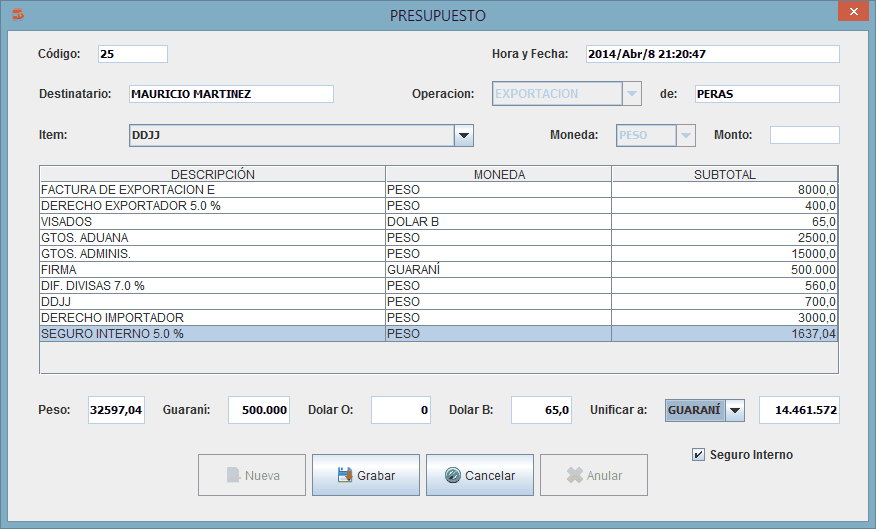 PRESUPUESTO
Código: 25 Hora y Fecha: 2014/Abr/8 21:20:47
Destinatario: MAURICIO MARTINEZ Operacion: EXPORTACION de: PERAS
Item: DDJJ Moneda: PESO Monto:
DESCRIPCIÓN MONEDA SUBTOTAL
FACTURA DE EXPORTACION E PESO 8000,0
DERECHO EXPORTADOR 5.0 % PESO 400,0
VISADOS DOLAR B 65,0
GTOS. ADUANA PESO 2500,0
GTOS. ADMINIS. PESO 15000,0
FIRMA GUARANÍ 500.000
DIF. DIVISAS 7.0 % PESO 560,0
DDJJ PESO 700,0
DERECHO IMPORTADOR PESO 3000,0
SEGURO INTERNO 5.0 % PESO 1637,04
Peso: 32597,04 Guaraní: 500.000 Dolar O: 0 Dolar B: 65,0 Unificar a: GUARANÍ 14.461.572
Seguro Interno
Nueva Grabar Cancelar Anular